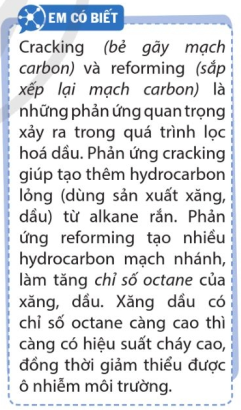 EM CÓ BIẾT
Cracking (bẻ gãy mạch
carbon) và reforming (sắp
xếp lại mạch carbon) là
những phản ứng quan trọng
xảy ra trong quá trình lọc
hoá dầu. Phản ứng cracking
giúp tạo thêm hydrocarbon
lỏng (dùng sản xuất xăng,
dầu) từ alkane rắn. Phản
ứng reforming tạo nhiều
hydrocarbon mạch nhánh,
làm tăng chỉ số octane của
xăng, dầu. Xăng dầu có
chỉ số octane càng cao thì
càng có hiệu suất cháy cao,
đồng thời giảm thiểu được
ô nhiễm môi trường.